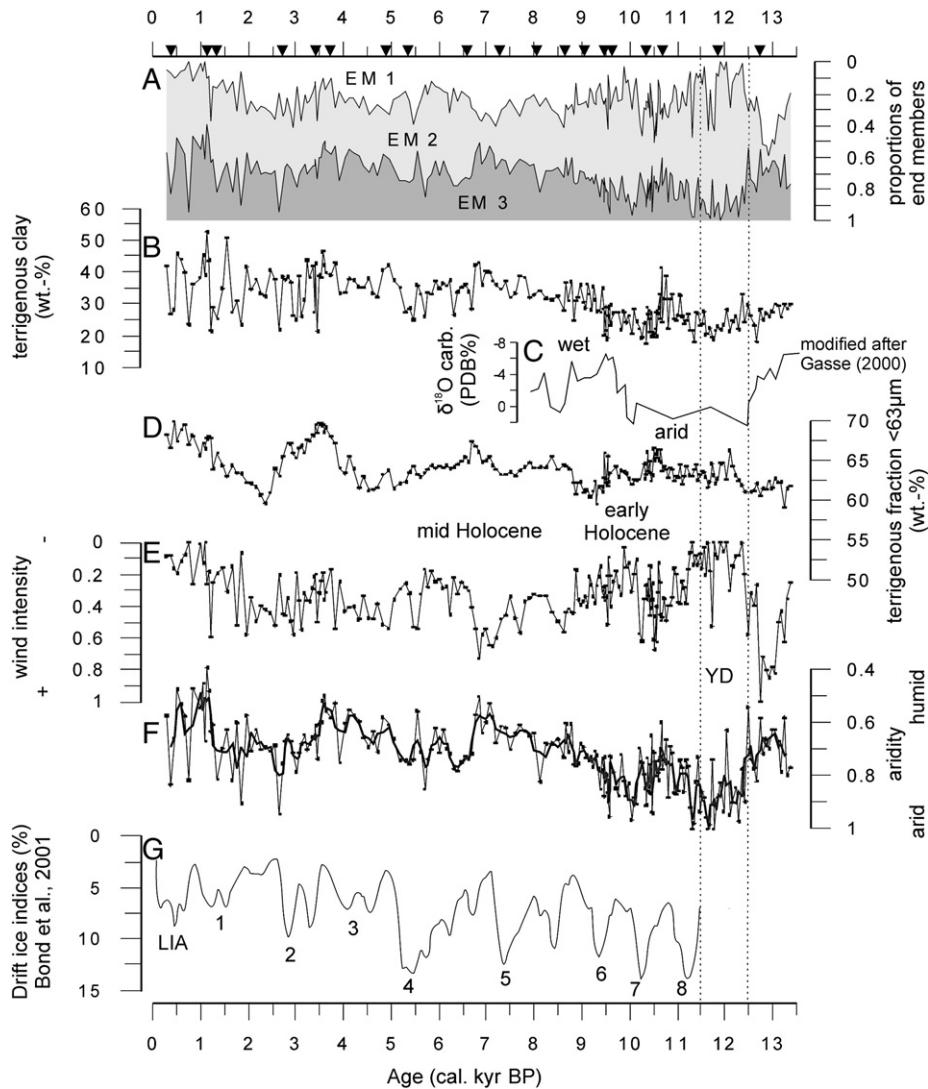 0 1 2 3 4 5 6 7 8 9 10 11 12 13
A
EM 1
EM 2
EM 3
0
0.2
0.4
0.6
0.8
1
proportions of
end members
B
60
50
40
30
20
10
terrigenous clay
(wt.-%)
C
wet
-8
-4
0
δ18O carb.
(PDB%)
modified after
Gasse (2000)
arid
D
70
65
60
55
50
terrigenous fraction <63µm
(wt.-%)
mid Holocene
early
Holocene
E
0
0.2
0.4
0.6
0.8
1
+ wind intensity -
YD
F
0.4
0.6
0.8
1
arid aridity humid
G
0
5
10
15
Drift ice indices (%)
Bond et al., 2001
LIA
1
2
3
4
5
6
7
8
0 1 2 3 4 5 6 7 8 9 10 11 12 13
Age (cal. kyr BP)